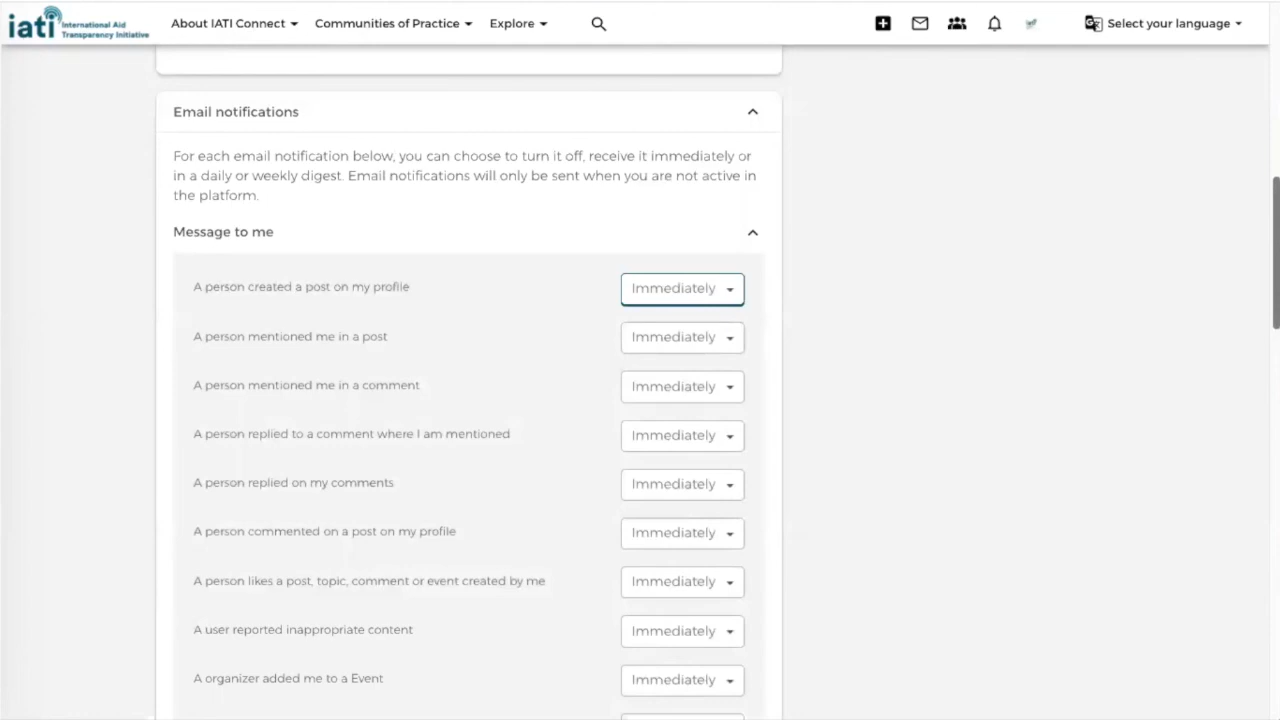 iati International Aid Transparency Initiative
About IATI Connect
Communities of Practice
Explore
Select your language
Email notifications
For each email notification below, you can choose to turn it off, receive it immediately or
in a daily or weekly digest. Email notifications will only be sent when you are not active in
the platform.
Message to me
A person created a post on my profile Immediately
A person mentioned me in a post Immediately
A person mentioned me in a comment Immediately
A person replied to a comment where I am mentioned Immediately
A person replied on my comments Immediately
A person commented on a post on my profile Immediately
A person likes a post, topic, comment or event created by me Immediately
A user reported inappropriate content Immediately
A organizer added me to a Event Immediately